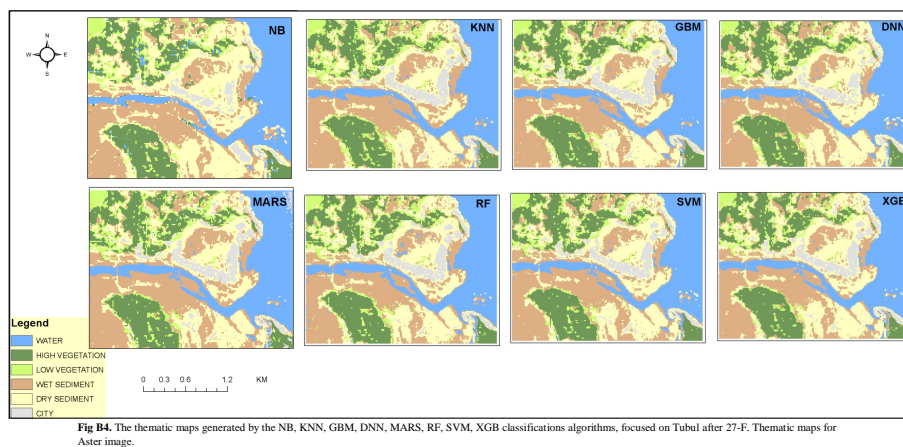 NB
KNN
GBM
DNN
N
W E
S
MARS
RF
SVM
XGB
Legend
WATER
HIGH VEGETATION
LOW VEGETATION
WET SEDIMENT
DRY SEDIMENT
CITY
0 0.3 0.6 1.2 KM
Fig B4. The thematic maps generated by the NB, KNN, GBM, DNN, MARS, RF, SVM, XGB classifications algorithms, focused on Tubul after 27-F. Thematic maps for
Aster image.